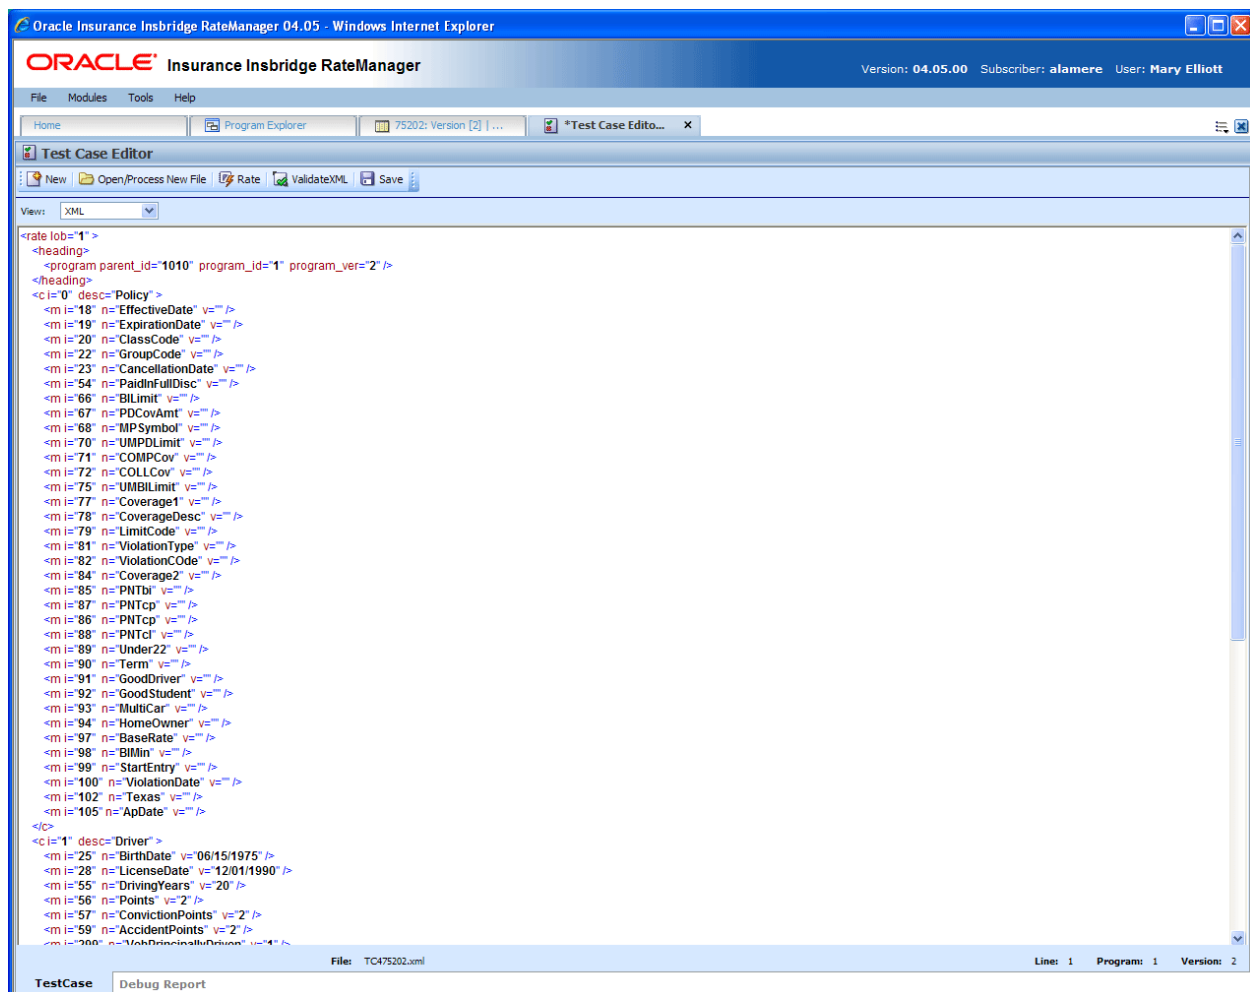 Oracle Insurance Insbridge RateManager 04.05 - Windows Internet Explorer
ORACLE Insurance Insbridge RateManager Version: 04.05.00 Subscriber: alamere User: Mary Elliott
File Modules Tools Help
Home Program Explorer 75202: Version [2] | ... *Test Case Edito... X
Test Case Editor
New Open/Process New File Rate ValidateXML Save
View: XML
<rate lob="1" >
<heading>
<program parent_id="1010" program_id="1" program_ver="2" />
</heading>
<c i="0" desc="Policy" >
<m i="18" n="EffectiveDate" v="" />
<m i="19" n="ExpirationDate" v="" />
<m i="20" n="ClassCode" v="" />
<m i="22" n="GroupCode" v="" />
<m i="23" n="CancellationDate" v="" />
<m i="54" n="PaidInFullDisc" v="" />
<m i="66" n="BILimit" v="" />
<m i="67" n="PDCovAmt" v="" />
<m i="68" n="MPSymbol" v="" />
<m i="70" n="UMPDLimit" v="" />
<m i="71" n="COMPCov" v="" />
<m i="72" n="COLLCov" v="" />
<m i="75" n="UMBILimit" v="" />
<m i="77" n="Coverage1" v="" />
<m i="78" n="CoverageDesc" v="" />
<m i="79" n="LimitCode" v="" />
<m i="81" n="ViolationType" v="" />
<m i="82" n="ViolationCOde" v="" />
<m i="84" n="Coverage2" v="" />
<m i="85" n="PNTbi" v="" />
<m i="87" n="PNTcp" v="" />
<m i="86" n="PNTcp" v="" />
<m i="88" n="PNTcl" v="" />
<m i="89" n="Under22" v="" />
<m i="90" n="Term" v="" />
<m i="91" n="GoodDriver" v="" />
<m i="92" n="GoodStudent" v="" />
<m i="93" n="MultiCar" v="" />
<m i="94" n="HomeOwner" v="" />
<m i="97" n="BaseRate" v="" />
<m i="98" n="BIMin" v="" />
<m i="99" n="StartEntry" v="" />
<m i="100" n="ViolationDate" v="" />
<m i="102" n="Texas" v="" />
<m i="105" n="ApDate" v="" />
</c>
<c i="1" desc="Driver" >
<m i="25" n="BirthDate" v="06/15/1975" />
<m i="28" n="LicenseDate" v="12/01/1990" />
<m i="55" n="DrivingYears" v="20" />
<m i="56" n="Points" v="2" />
<m i="57" n="ConvictionPoints" v="2" />
<m i="59" n="AccidentPoints" v="2" />
<m i="299" n="VehPrincipallyDriven" v="1" />
File: TC475202.xml Line: 1 Program: 1 Version: 2
TestCase Debug Report